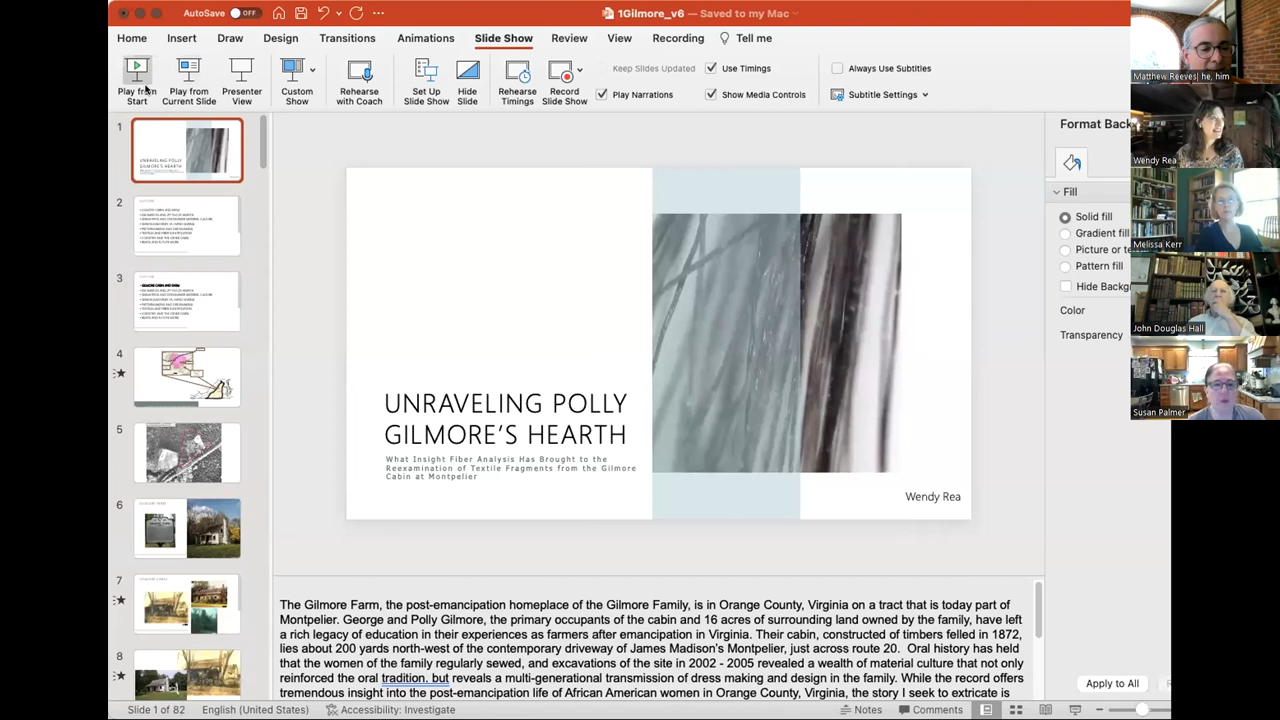 AutoSave OFF
1Gilmore_v6 — Saved to my Mac
Home Insert Draw Design Transitions Animations Slide Show Review View Recording Tell me
Play from Start
Play from Current Slide
Presenter View
Custom Show
Rehearse with Coach
Set Up Slide Show
Hide Slide
Rehearse Timings
Record Slide Show
Keep Slides Updated
Use Timings
Always Use Subtitles
Play Narrations
Show Media Controls
Subtitle Settings
Matthew Reeves| he, him
Wendy Rea
Melissa Kerr
John Douglas Hall
Susan Palmer
1
2
3
4
5
6
7
8
UNRAVELING POLLY
GILMORE'S HEARTH
What Insight Fiber Analysis Has Brought to the
Reexamination of Textile Fragments from the Gilmore
Cabin at Montpelier
Wendy Rea
Format Back
Fill
Solid fill
Gradient fill
Picture or te
Pattern fill
Hide Backg
Color
Transparency
Apply to All
The Gilmore Farm, the post-emancipation homeplace of the Gilmore Family, is in Orange County, Virginia on a tract that is today part of
Montpelier. George and Polly Gilmore, the primary occupants of the cabin and 16 acres of surrounding land owned by the family, have left
a rich legacy of education in their experiences as farmers after emancipation in Virginia. Their cabin, constructed of timbers felled in 1872,
lies about 200 yards north-west of the contemporary driveway of James Madison's Montpelier, just across route 20. Oral history has held
that the women of the family regularly sewed, and excavations of the site in 2002 - 2005 revealed a wealth of material culture that not only
reinforced the oral tradition. but reveals a multi-generational transmission of dress making and design in the family. While the record offers
tremendous insight into the post-emancipation life of African American women in Orange County, Virginia, the story I seek to extricate is
Slide 1 of 82 English (United States) Accessibility: Investigate Notes Comments